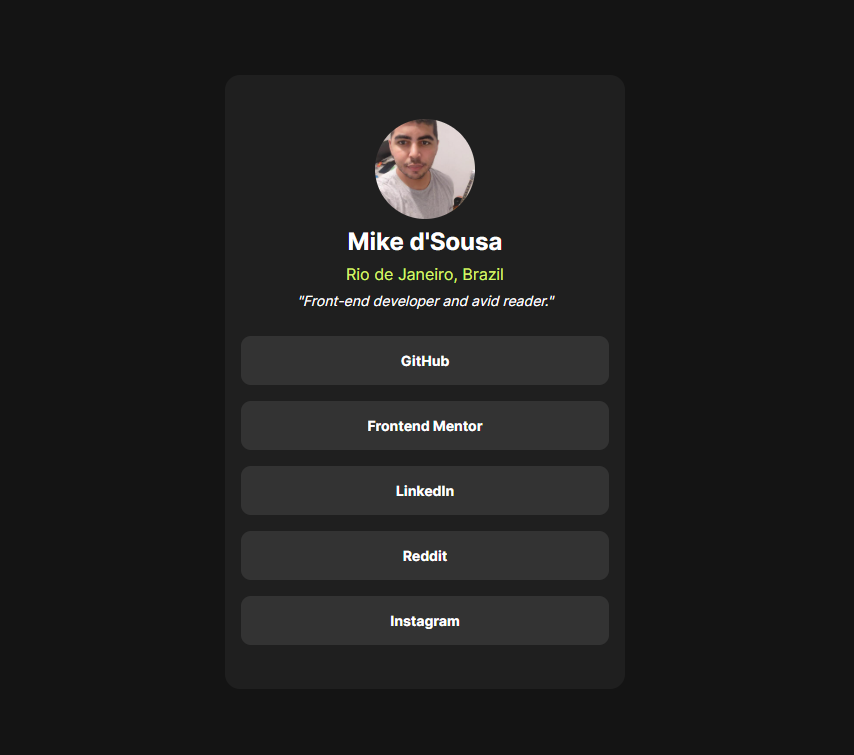 Mike d'Sousa
Rio de Janeiro, Brazil
"Front-end developer and avid reader."
GitHub
Frontend Mentor
LinkedIn
Reddit
Instagram